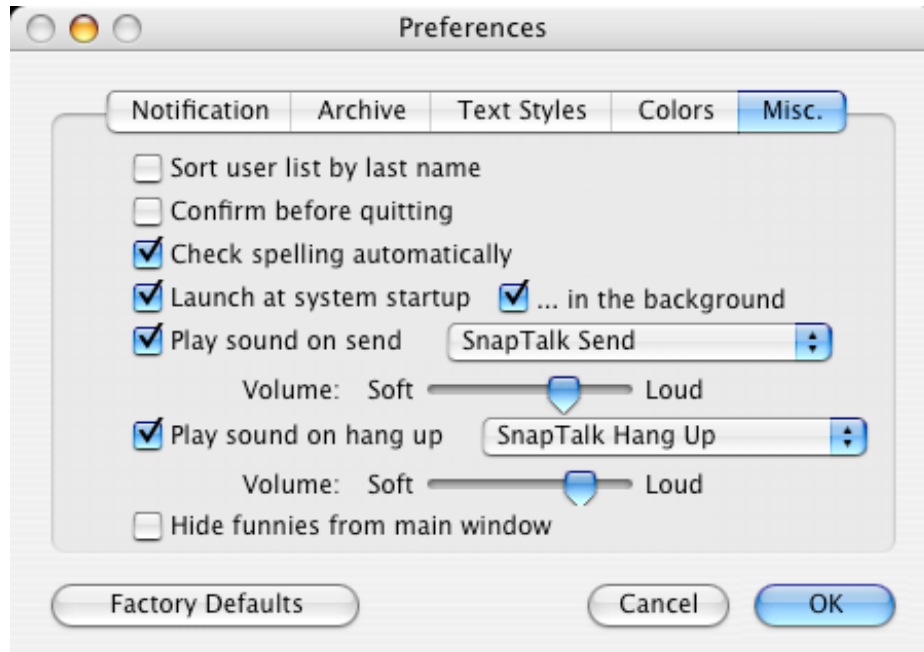 Preferences
Notification Archive Text Styles Colors Misc.
Sort user list by last name
Confirm before quitting
Check spelling automatically
Launch at system startup ... in the background
Play sound on send SnapTalk Send
Volume: Soft Loud
Play sound on hang up SnapTalk Hang Up
Volume: Soft Loud
Hide funnies from main window
Factory Defaults Cancel OK